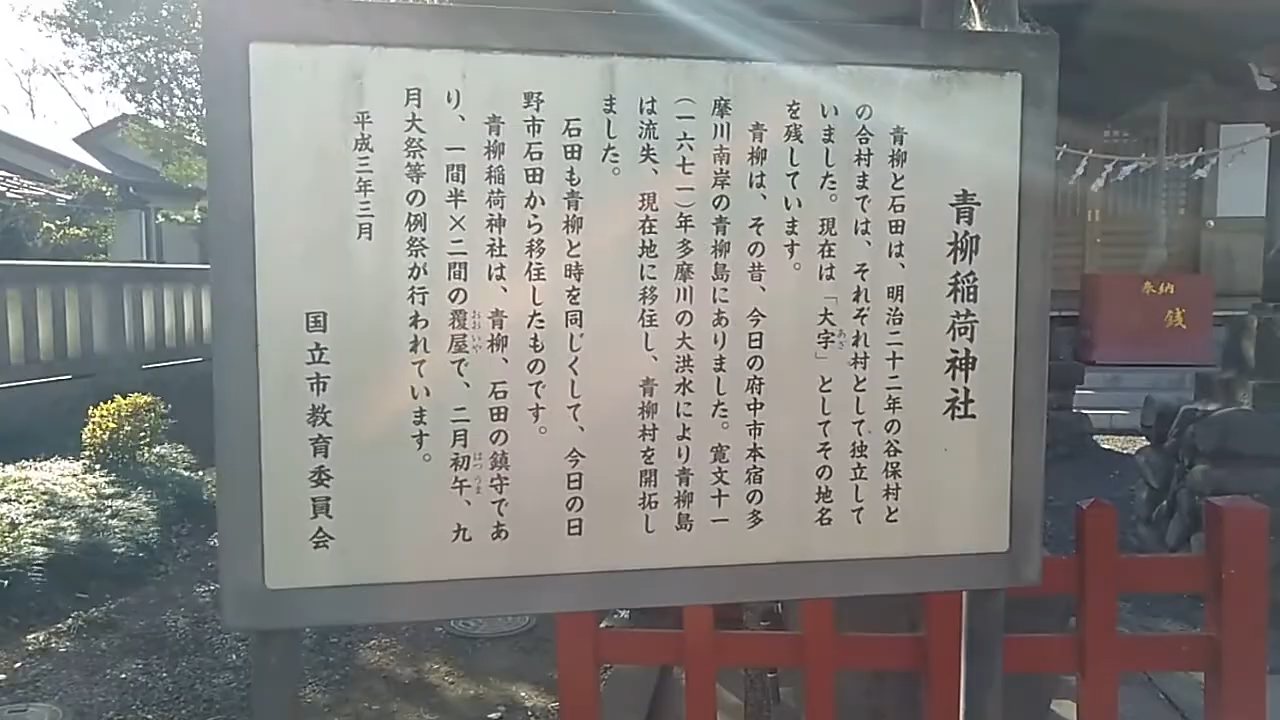 青柳稲荷神社
青柳と石田は、明治二十二年の谷保村と
の合村までは、それぞれ村として独立して
いました。現在は「大字」としてその地名
あざ
を残しています。
青柳は、その昔、今日の府中市本宿の多
摩川南岸の青柳島にありました。寛文十一
(一六七一)年多摩川の大洪水により青柳島
は流失、現在地に移住し、青柳村を開拓し
ました。
石田も青柳と時を同じくして、今日の日
野市石田から移住したものです。
青柳稲荷神社は、青柳、石田の鎮守であ
り、一間半×二間の覆屋で、二月初午、九
おおいや
はつうま
月大祭等の例祭が行われています。
平成三年三月
国立市教育委員会
奉納
銭